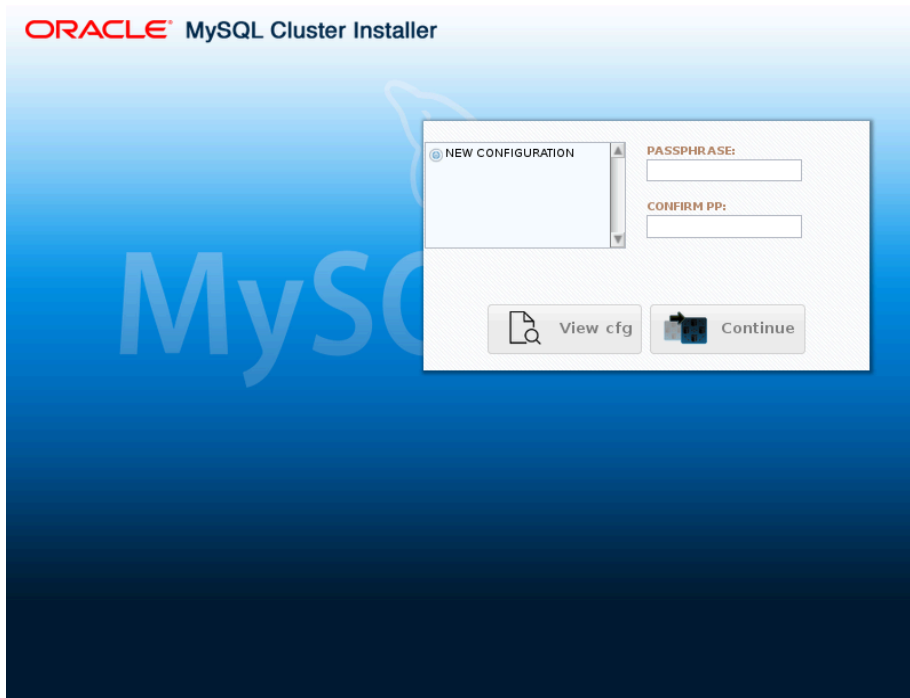 ORACLE® MySQL Cluster Installer
NEW CONFIGURATION
PASSPHRASE:
CONFIRM PP:
MySQ
View cfg
Continue